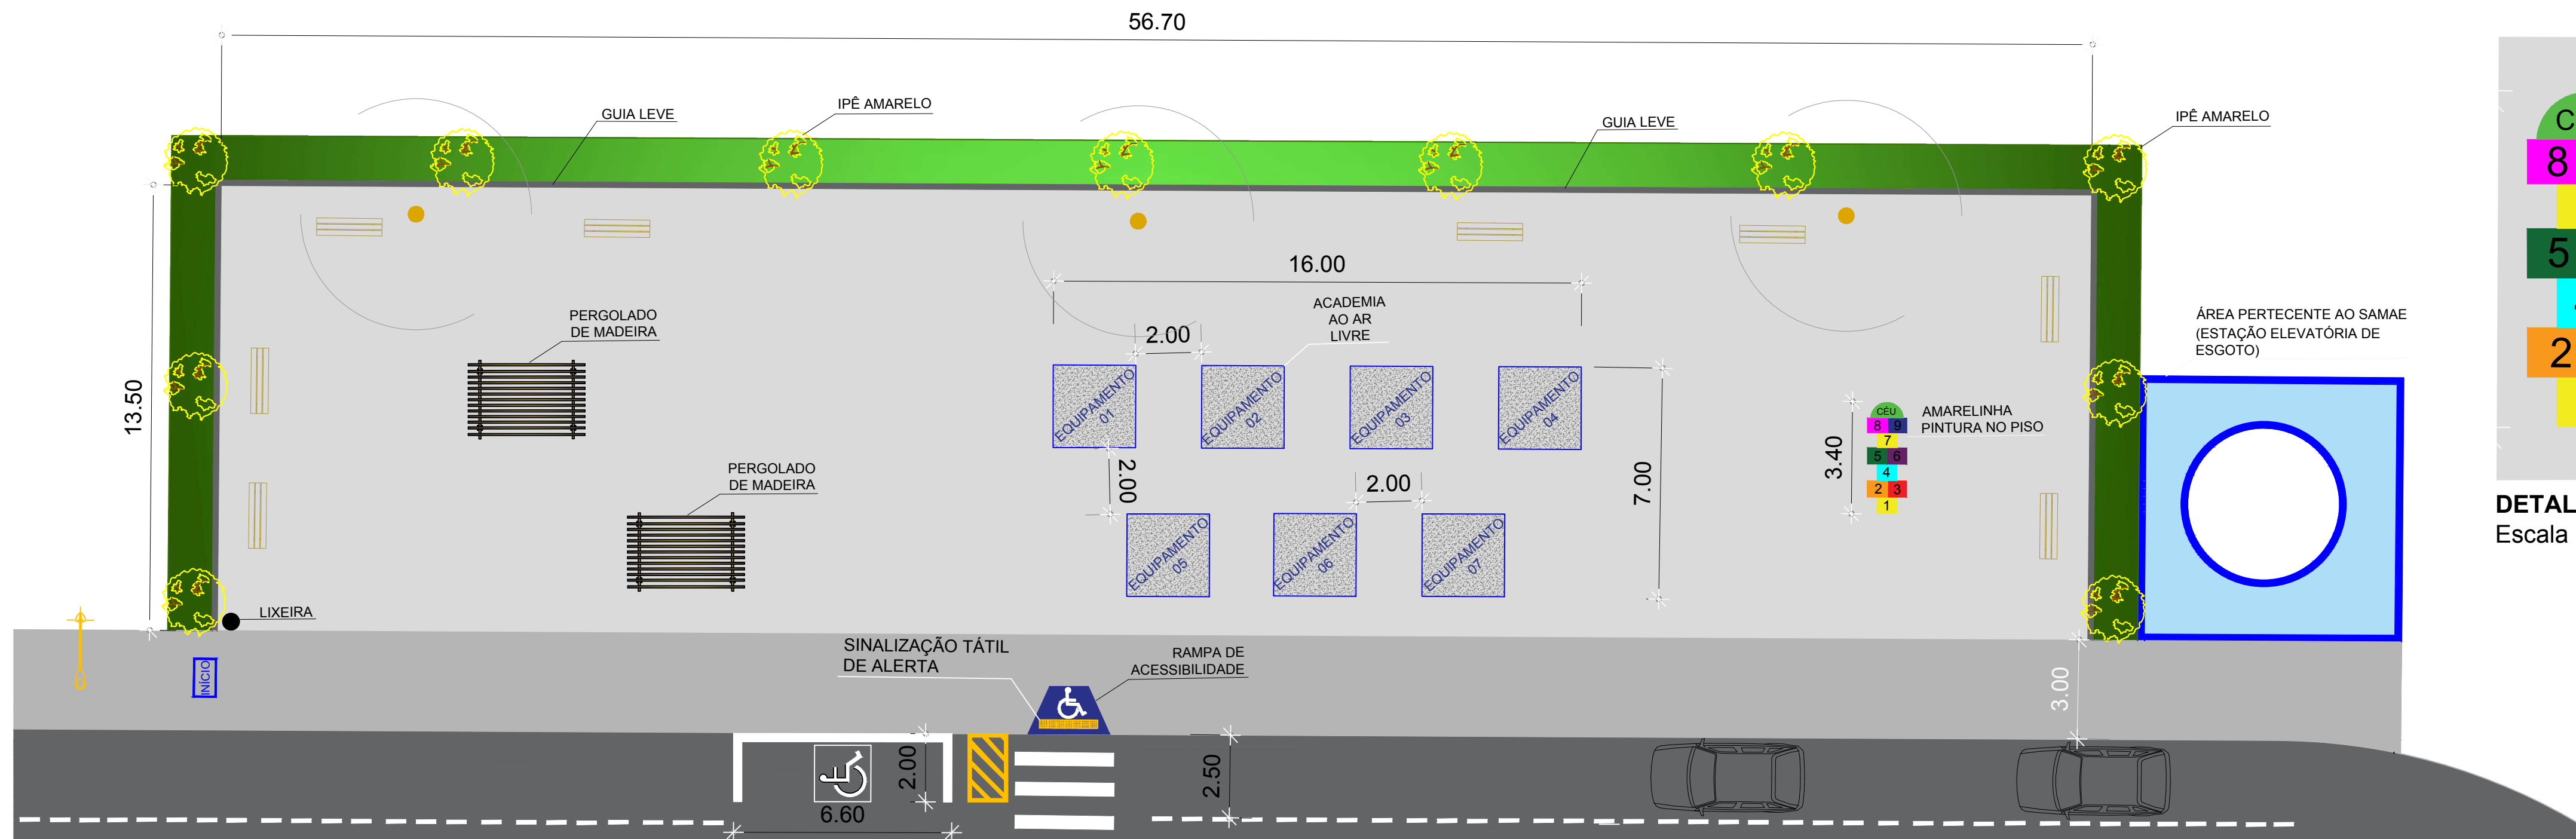 56.70
GUIA LEVE
IPÊ AMARELO
GUIA LEVE
IPÊ AMARELO
16.00
ACADEMIA
AO AR
LIVRE
2.00
PERGOLADO
DE MADEIRA
13.50
EQUIPAMENTO
01
EQUIPAMENTO
02
EQUIPAMENTO
03
EQUIPAMENTO
04
2.00
2.00
7.00
3.40
CÉU
8 9
7
5 6
4
2 3
1
AMARELINHA
PINTURA NO PISO
ÁREA PERTECENTE AO SAMAE
(ESTAÇÃO ELEVATÓRIA DE
ESGOTO)
PERGOLADO
DE MADEIRA
EQUIPAMENTO
05
EQUIPAMENTO
06
EQUIPAMENTO
07
LIXEIRA
INÍCIO
SINALIZAÇÃO TÁTIL
DE ALERTA
RAMPA DE
ACESSIBILIDADE
3.00
2.00
6.60
2.50
C
8
5
2
DETAL
Escala